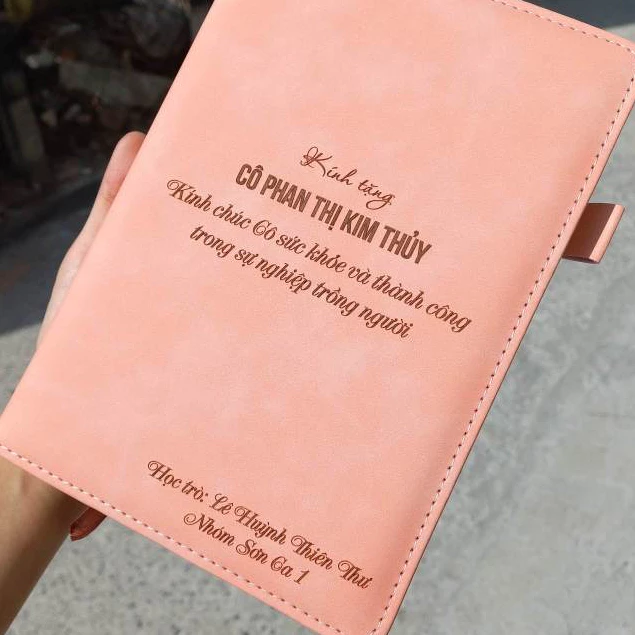 Kính tặng
CÔ PHAN THỊ KIM THỦY
Kính chúc Cô sức khỏe và thành công
trong sự nghiệp trồng người
Học trò: Lê Huỳnh Thiên Thư
Nhóm Sơn Ca 1